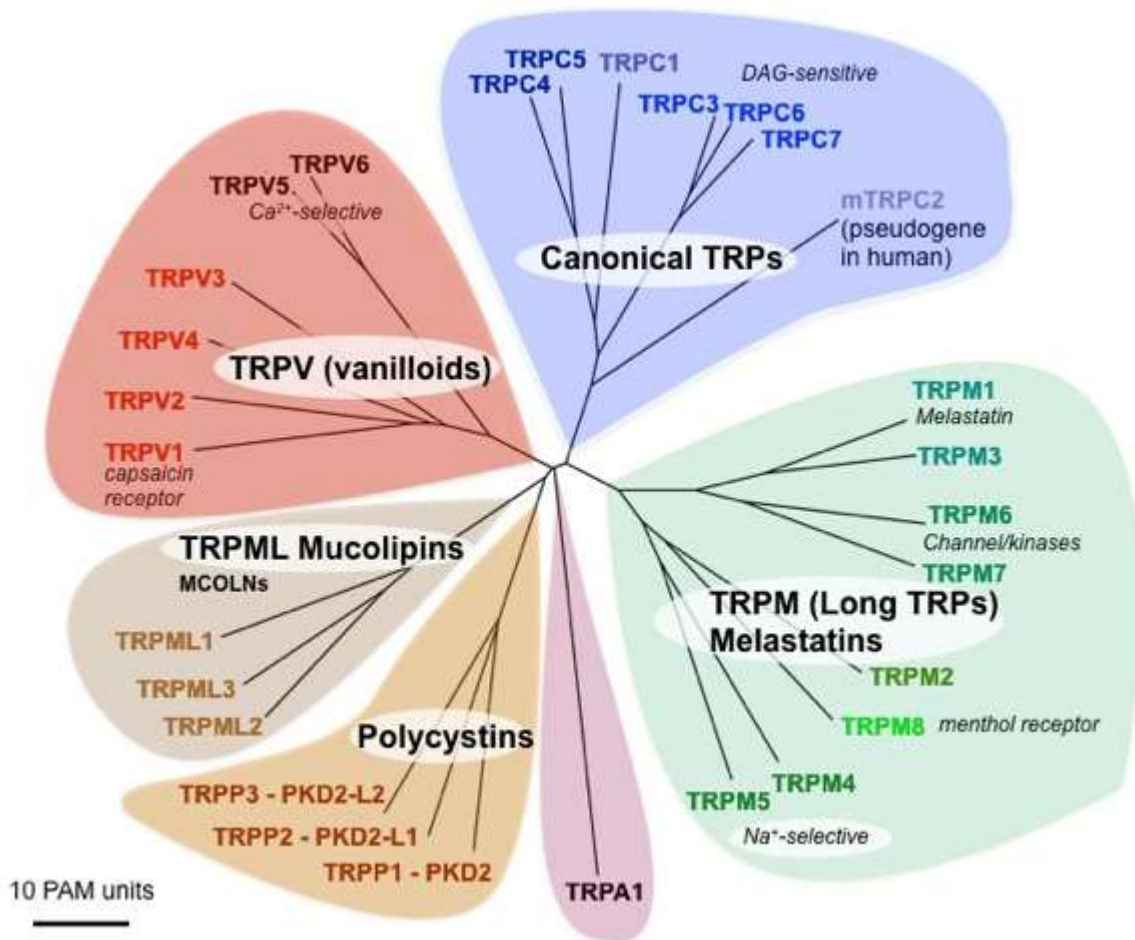 TRPC5
TRPC4
TRPC1
DAG-sensitive
TRPC3
TRPC6
TRPC7
mTRPC2
(pseudogene
in human)
Canonical TRPs
TRPV6
TRPV5
Ca²⁺-selective
TRPV3
TRPV4
TRPV (vanilloids)
TRPV2
TRPV1
capsaicin
receptor
TRPM1
Melastatin
TRPM3
TRPM6
Channel/kinases
TRPM7
TRPM (Long TRPs)
Melastatins
TRPM2
TRPM8 menthol receptor
TRPM4
TRPM5
Na⁺-selective
TRPML Mucolipins
MCOLNs
TRPML1
TRPML3
TRPML2
Polycystins
TRPP3 - PKD2-L2
TRPP2 - PKD2-L1
TRPP1 - PKD2
TRPA1
10 PAM units